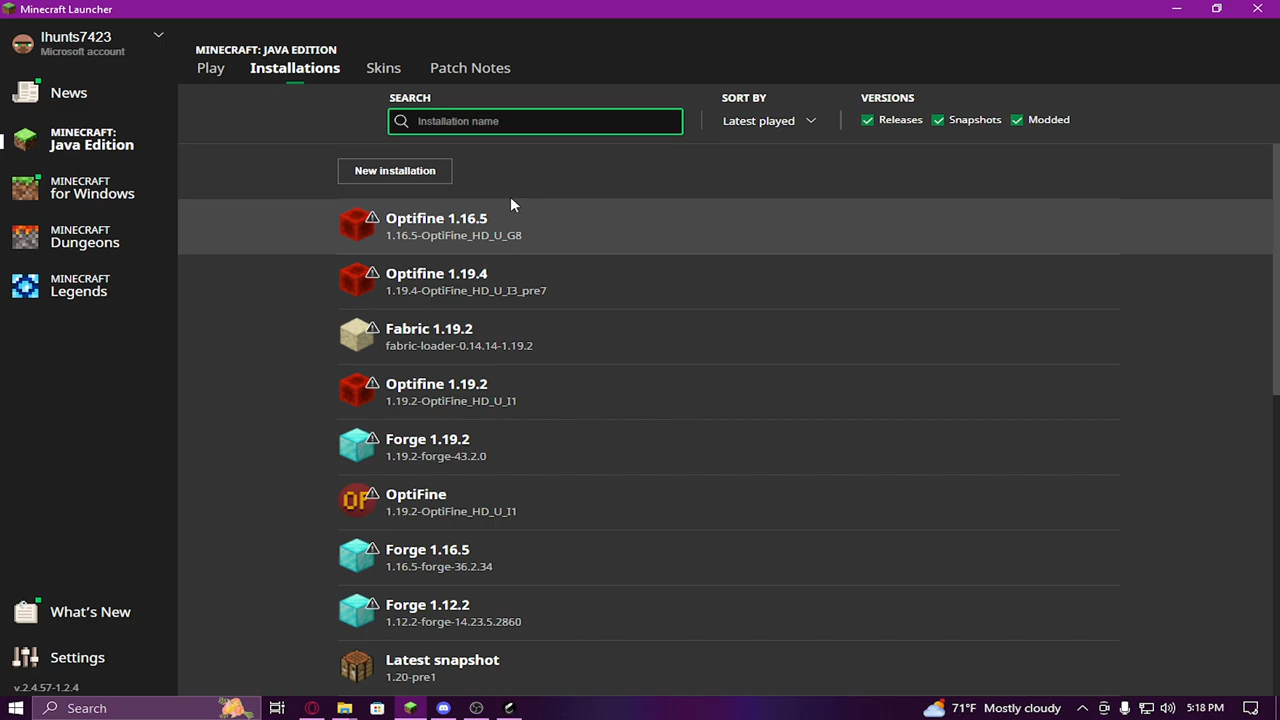 Minecraft Launcher
lhunts7423
Microsoft account
News
MINECRAFT:
Java Edition
MINECRAFT
for Windows
MINECRAFT
Dungeons
MINECRAFT
Legends
What's New
Settings
v.2.4.57-1.2.4
MINECRAFT: JAVA EDITION
Play Installations Skins Patch Notes
SEARCH SORT BY VERSIONS
Installation name Latest played Releases Snapshots Modded
New installation
Optifine 1.16.5
1.16.5-OptiFine_HD_U_G8
Optifine 1.19.4
1.19.4-OptiFine_HD_U_I3_pre7
Fabric 1.19.2
fabric-loader-0.14.14-1.19.2
Optifine 1.19.2
1.19.2-OptiFine_HD_U_I1
Forge 1.19.2
1.19.2-forge-43.2.0
OF
OptiFine
1.19.2-OptiFine_HD_U_I1
Forge 1.16.5
1.16.5-forge-36.2.34
Forge 1.12.2
1.12.2-forge-14.23.5.2860
Latest snapshot
1.20-pre1
Search 71°F Mostly cloudy 5:18 PM